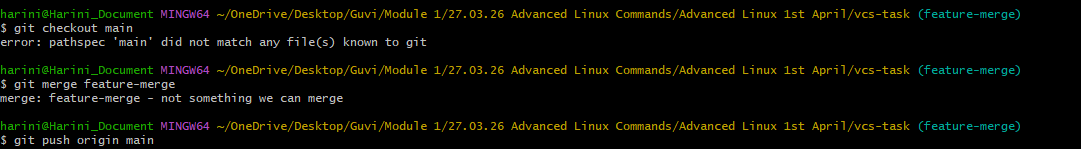 harini@Harini_Document MINGW64 ~/OneDrive/Desktop/Guvi/Module 1/27.03.26 Advanced Linux Commands/Advanced Linux 1st April/vcs-task (feature-merge)
$ git checkout main
error: pathspec 'main' did not match any file(s) known to git
harini@Harini_Document MINGW64 ~/OneDrive/Desktop/Guvi/Module 1/27.03.26 Advanced Linux Commands/Advanced Linux 1st April/vcs-task (feature-merge)
$ git merge feature-merge
merge: feature-merge - not something we can merge
harini@Harini_Document MINGW64 ~/OneDrive/Desktop/Guvi/Module 1/27.03.26 Advanced Linux Commands/Advanced Linux 1st April/vcs-task (feature-merge)
$ git push origin main